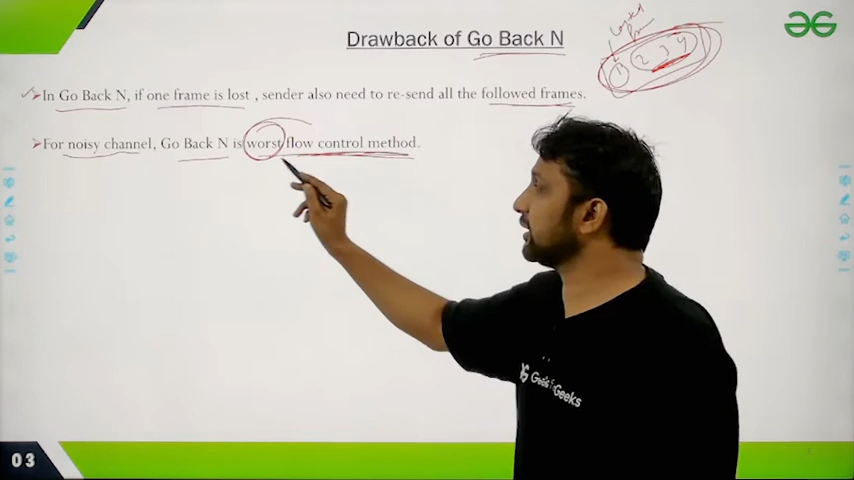 Drawback of Go Back N
In Go Back N, if one frame is lost , sender also need to re-send all the followed frames.
For noisy channel, Go Back N is worst flow control method.
2 3 4
GeeksforGeeks
03